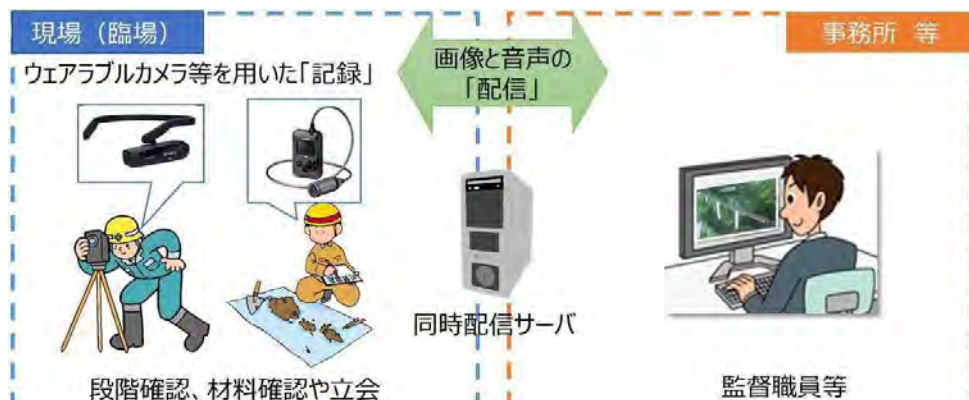 現場（臨場）
ウェアラブルカメラ等を用いた「記録」
画像と音声の
「配信」
事務所 等
同時配信サーバ
段階確認、材料確認や立会
監督職員等